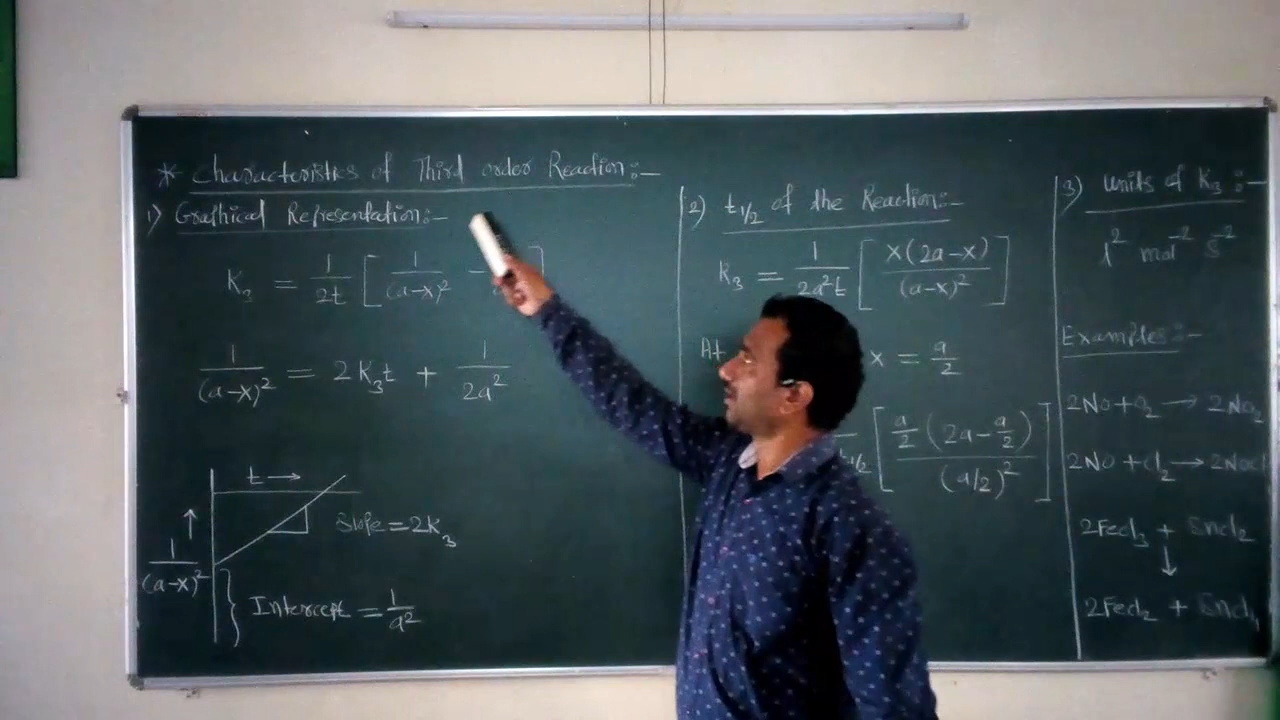 * Characteristics of Third order Reaction:-
1) Graphical Representation:-
K₃ = 1/2t [ 1/(a-x)² - ]
1/(a-x)² = 2K₃t + 1/2a²
t →
↑ 1/(a-x)²
Slope = 2K₃
Intercept = 1/a²
2) t1/2 of the Reaction:-
K₃ = 1/2a²t [ x(2a-x)/(a-x)² ]
At x = a/2
1/2 [ a/2 (2a - a/2)/(a/2)² ]
3) Units of K₃:-
l² mol⁻² s⁻²
Examples:-
2NO + O₂ → 2NO₂
2NO + Cl₂ → 2NOCl
2Fecl₃ + Sncl₂
↓
2Fecl₂ + Sncl₄